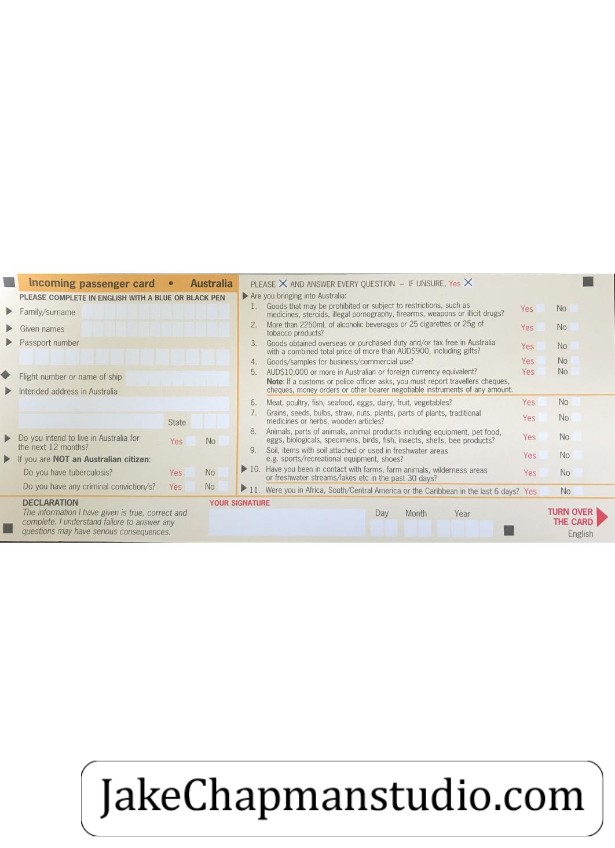 Incoming passenger card • Australia
PLEASE COMPLETE IN ENGLISH WITH A BLUE OR BLACK PEN
Family/surname
Given names
Passport number
Flight number or name of ship
Intended address in Australia
State
Do you intend to live in Australia for
the next 12 months?
Yes No
If you are NOT an Australian citizen:
Do you have tuberculosis? Yes No
Do you have any criminal conviction/s? Yes No
PLEASE X AND ANSWER EVERY QUESTION – IF UNSURE, Yes X
Are you bringing into Australia:
1. Goods that may be prohibited or subject to restrictions, such as
medicines, steroids, illegal pornography, firearms, weapons or illicit drugs? Yes No
2. More than 2250mL of alcoholic beverages or 25 cigarettes or 25g of
tobacco products? Yes No
3. Goods obtained overseas or purchased duty and/or tax free in Australia
with a combined total price of more than AUD$900, including gifts? Yes No
4. Goods/samples for business/commercial use? Yes No
5. AUD$10,000 or more in Australian or foreign currency equivalent? Yes No
Note: If a customs or police officer asks, you must report travellers cheques,
cheques, money orders or other bearer negotiable instruments of any amount.
6. Meat, poultry, fish, seafood, eggs, dairy, fruit, vegetables? Yes No
7. Grains, seeds, bulbs, straw, nuts, plants, parts of plants, traditional
medicines or herbs, wooden articles? Yes No
8. Animals, parts of animals, animal products including equipment, pet food,
eggs, biologicals, specimens, birds, fish, insects, shells, bee products? Yes No
9. Soil, items with soil attached or used in freshwater areas
e.g. sports/recreational equipment, shoes? Yes No
10. Have you been in contact with farms, farm animals, wilderness areas
or freshwater streams/lakes etc in the past 30 days? Yes No
11. Were you in Africa, South/Central America or the Caribbean in the last 6 days? Yes No
DECLARATION
The information I have given is true, correct and
complete. I understand failure to answer any
questions may have serious consequences.
YOUR SIGNATURE
Day Month Year
TURN OVER
THE CARD
English
JakeChapmanstudio.com